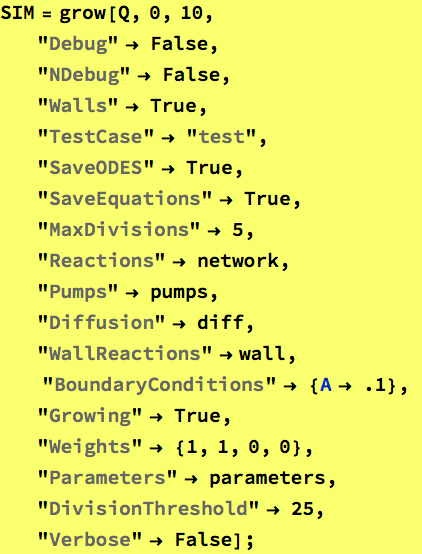 SIM = grow[Q, 0, 10,
"Debug" → False,
"NDebug" → False,
"Walls" → True,
"TestCase" → "test",
"SaveODES" → True,
"SaveEquations" → True,
"MaxDivisions" → 5,
"Reactions" → network,
"Pumps" → pumps,
"Diffusion" → diff,
"WallReactions" → wall,
"BoundaryConditions" → {A → .1},
"Growing" → True,
"Weights" → {1, 1, 0, 0},
"Parameters" → parameters,
"DivisionThreshold" → 25,
"Verbose" → False];